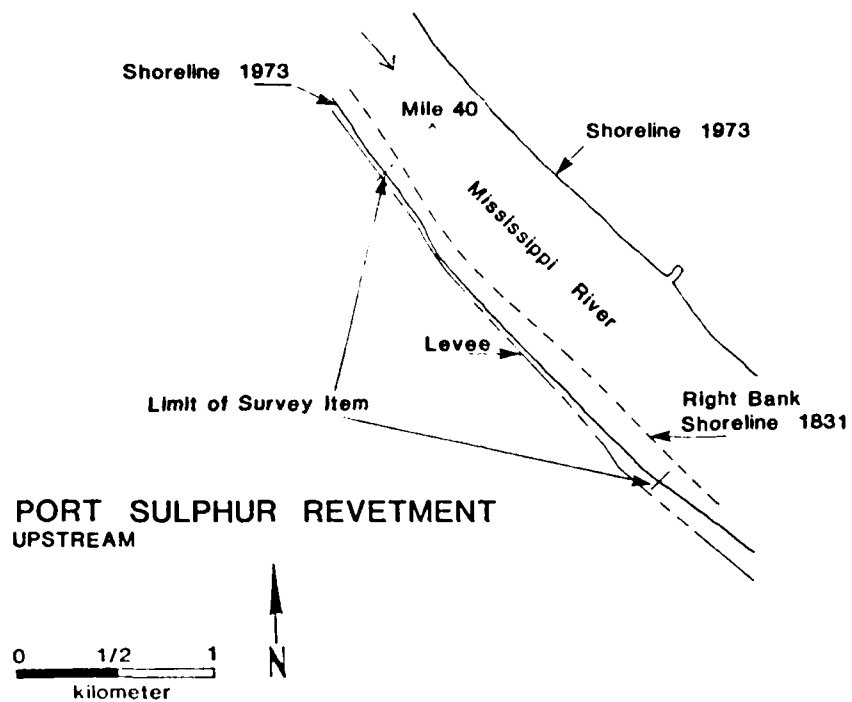 Shoreline 1973
Mile 40
Shoreline 1973
Mississippi River
Levee
Limit of Survey Item
Right Bank
Shoreline 1831
PORT SULPHUR REVETMENT
UPSTREAM
0 1/2 1
kilometer
N